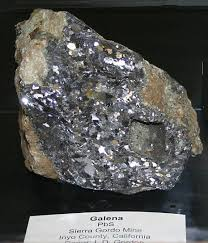 Galena
PbS
Sierra Gordo Mine
Inyo County, California
J. D.